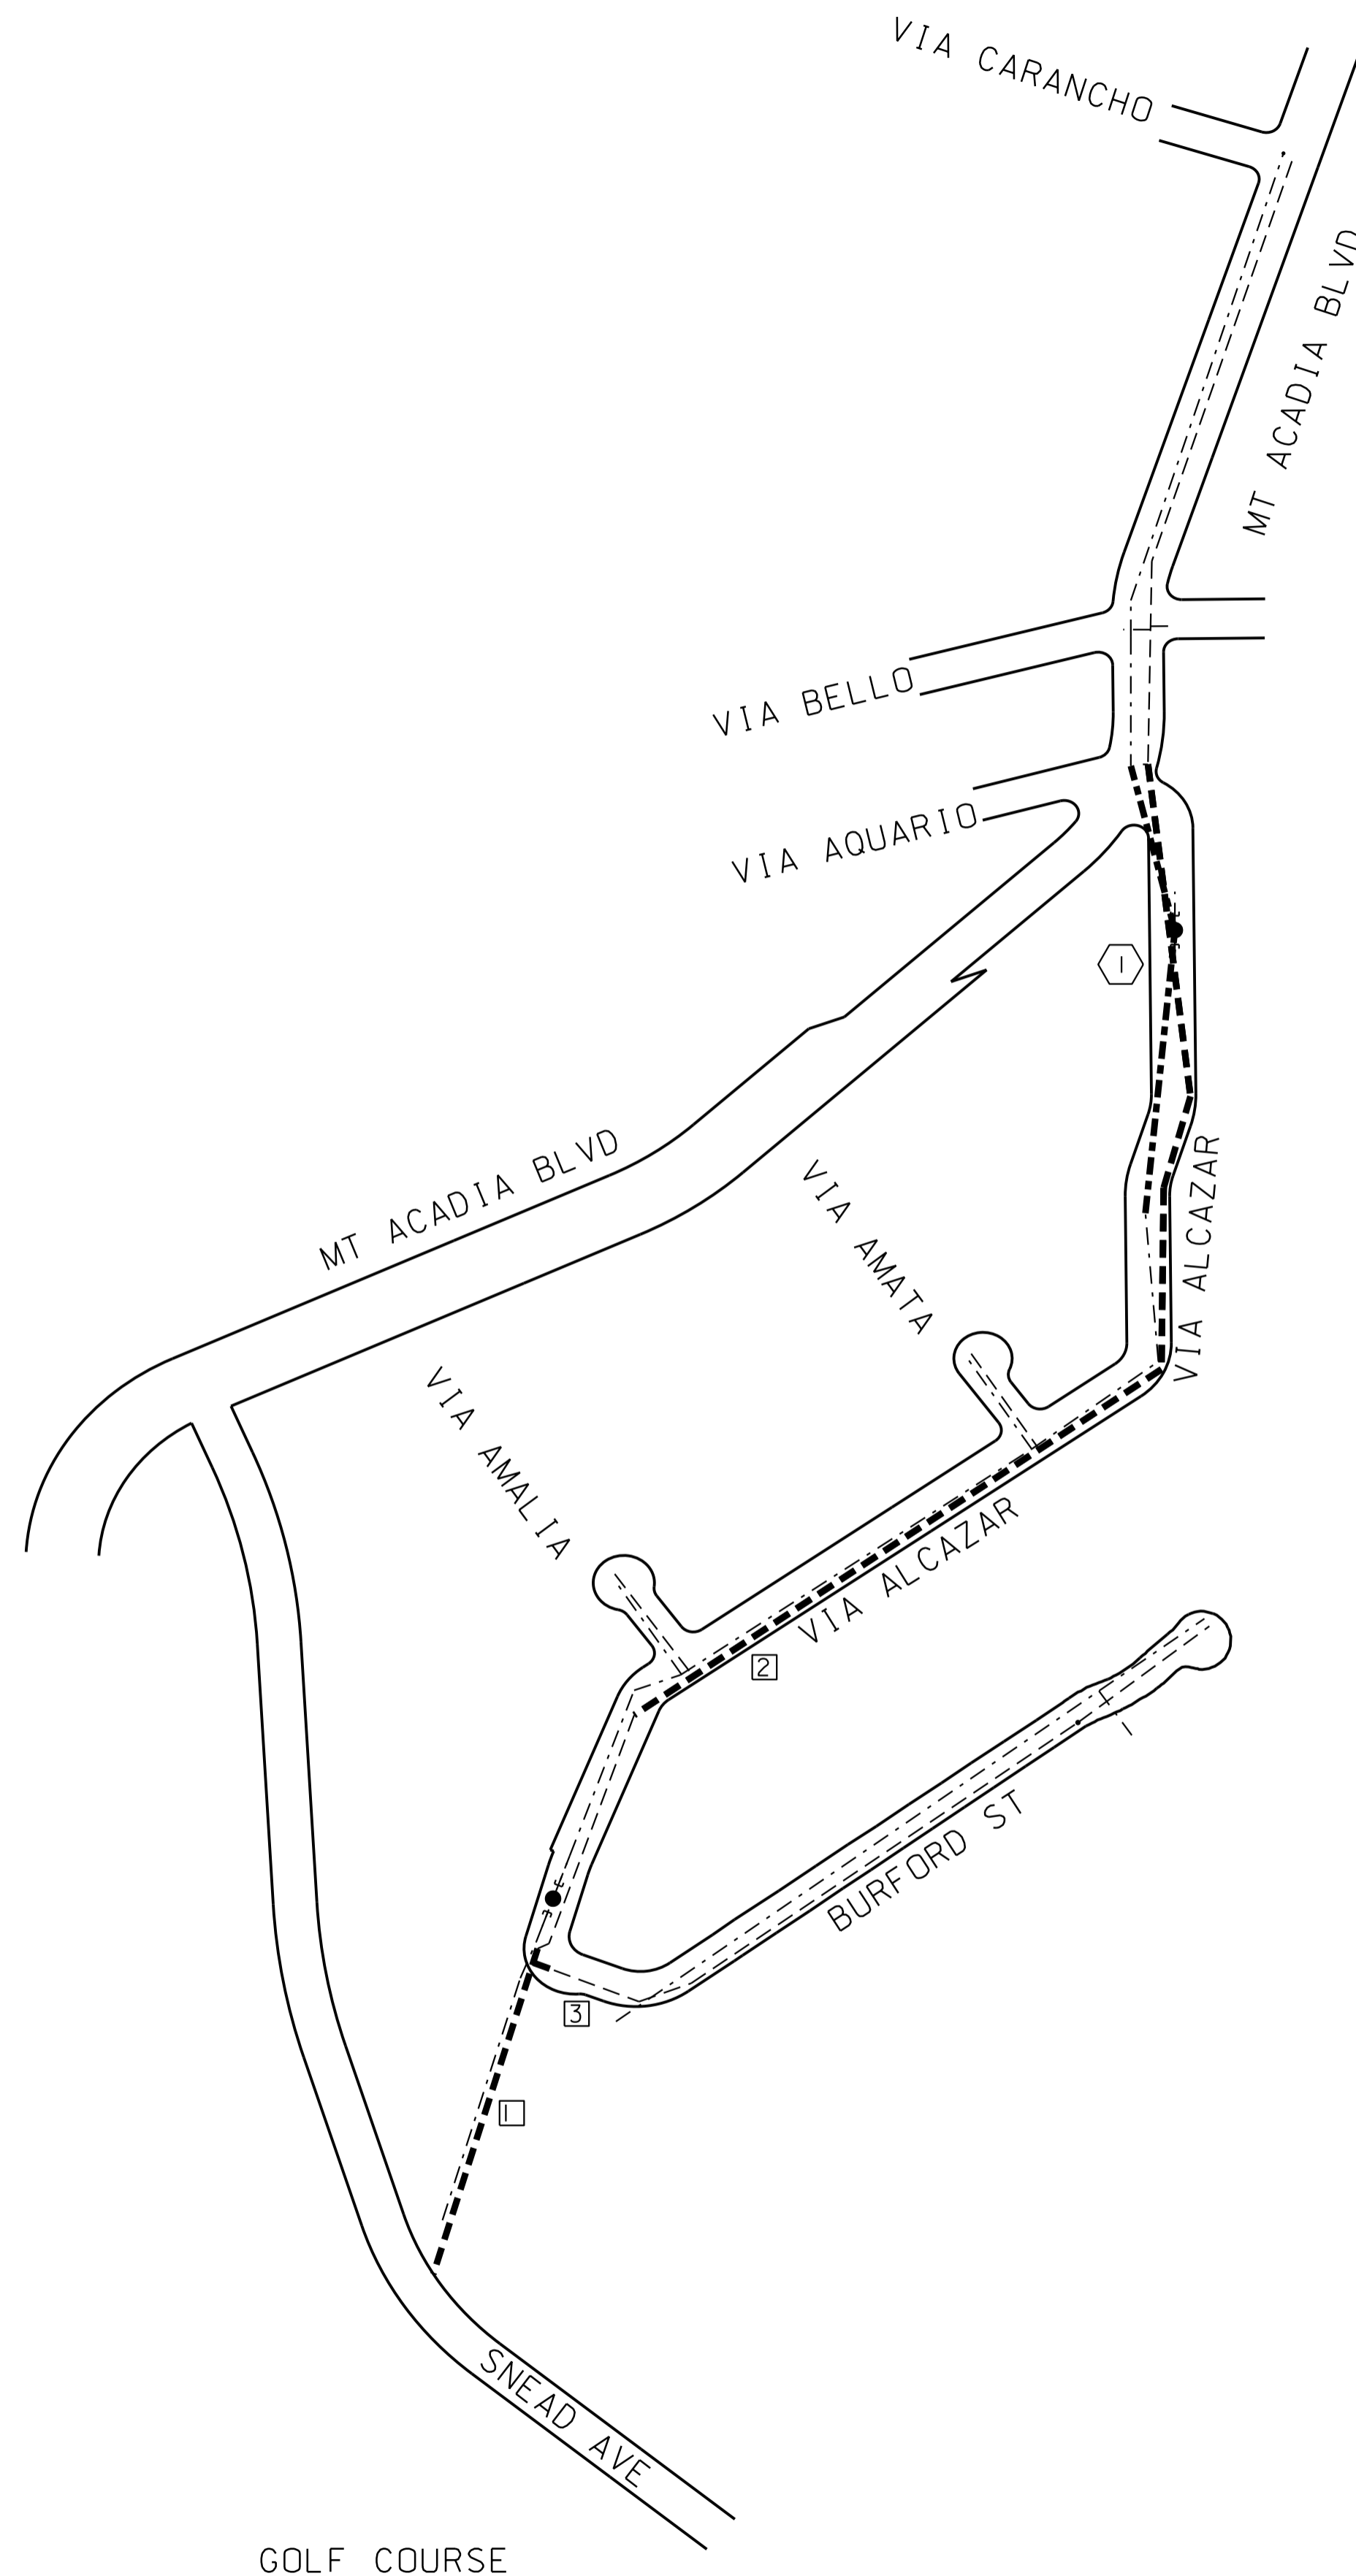 VIA CARANCHO
MT ACADIA BLVD
VIA BELLO
VIA AQUARIO
1
MT ACADIA BLVD
VIA AMATA
VIA ALCAZAR
VIA AMALIA
VIA ALCAZAR
2
BURFORD ST
3
1
SNEAD AVE
GOLF COURSE